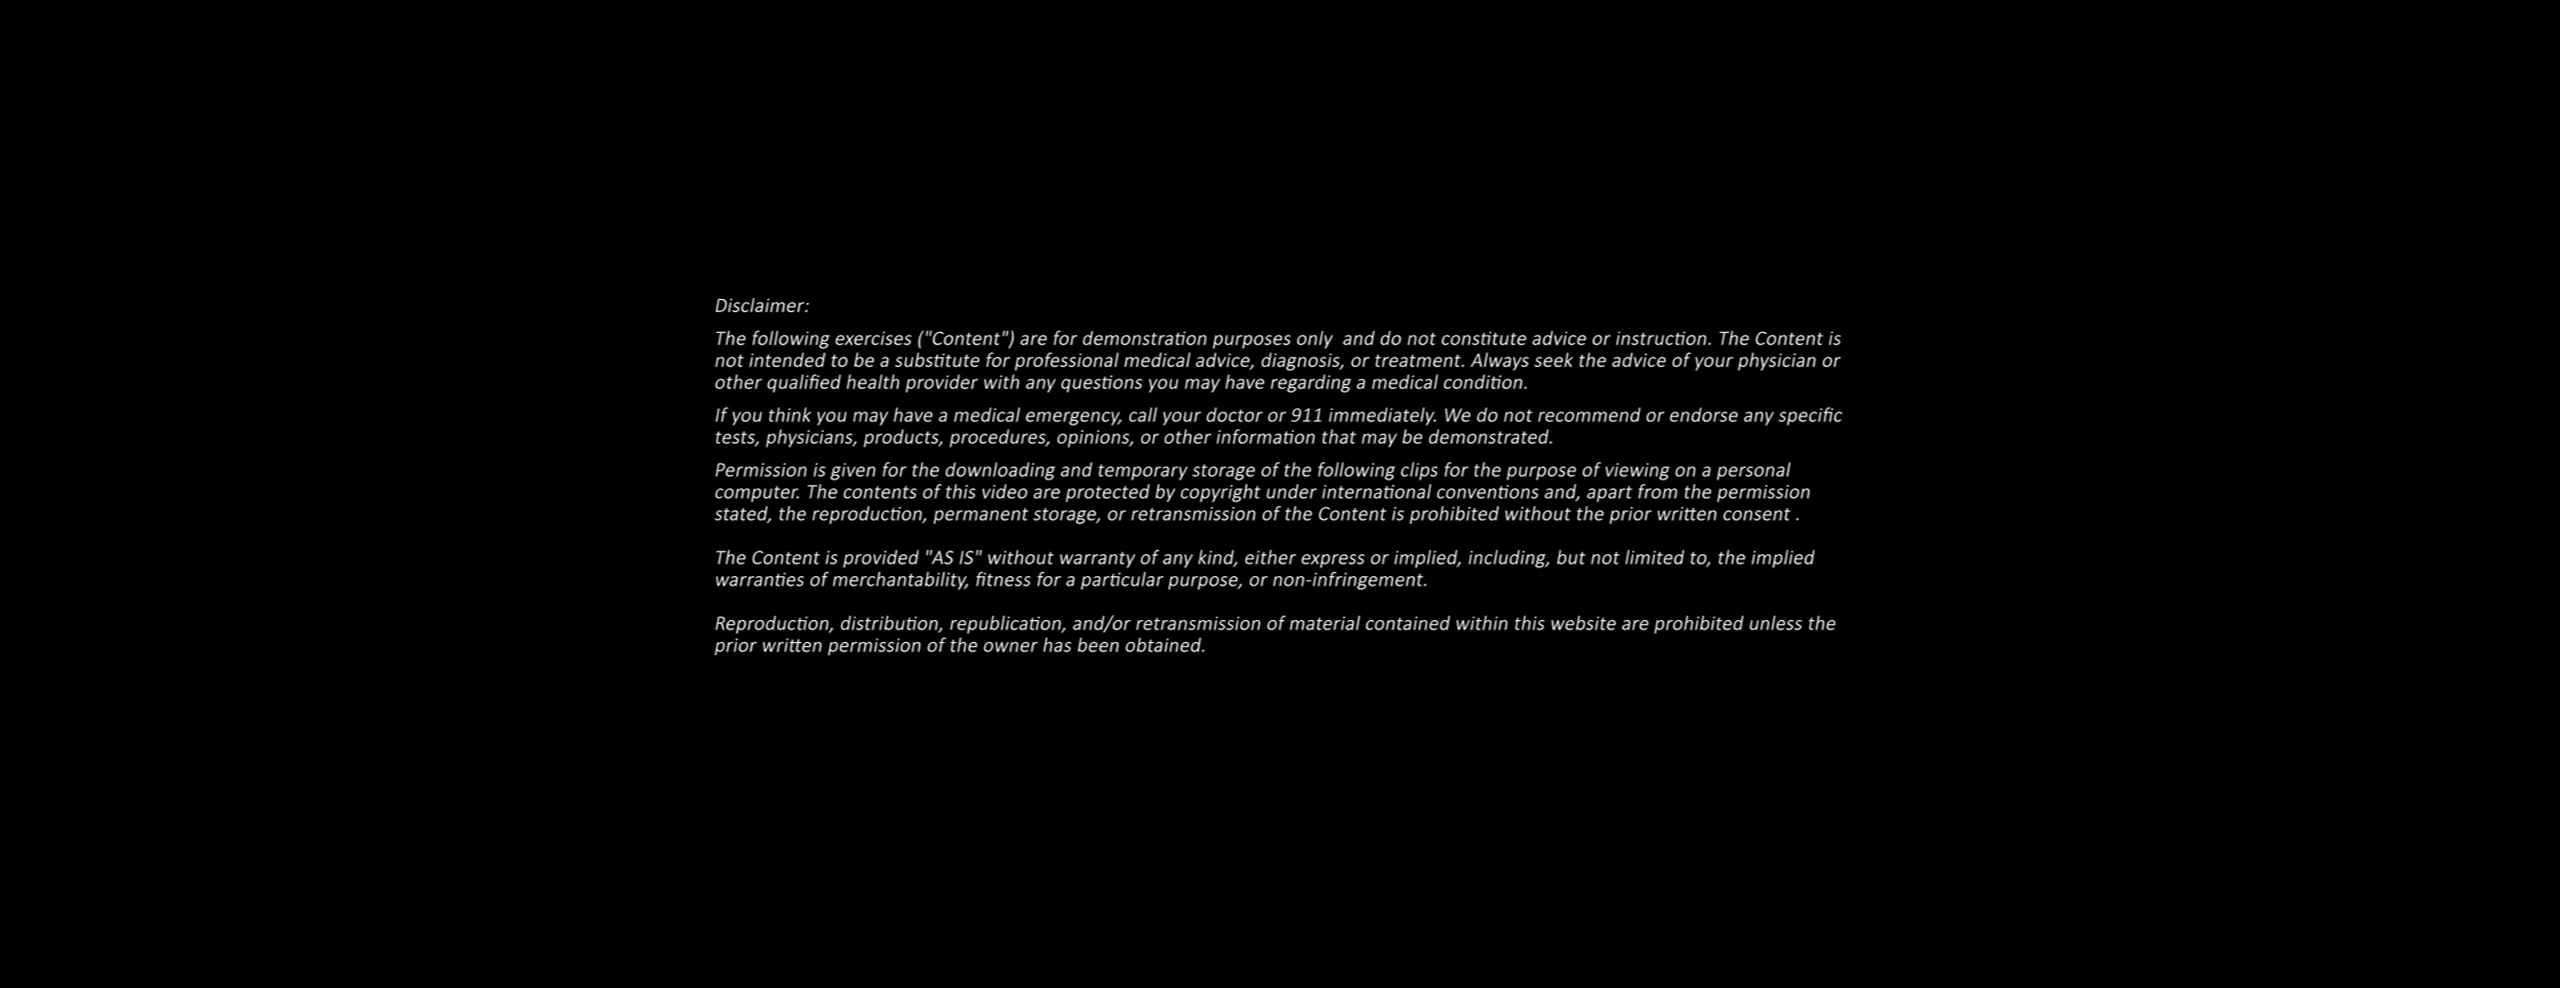 Disclaimer:
The following exercises ("Content") are for demonstration purposes only  and do not constitute advice or instruction. The Content is
not intended to be a substitute for professional medical advice, diagnosis, or treatment. Always seek the advice of your physician or
other qualified health provider with any questions you may have regarding a medical condition.
If you think you may have a medical emergency, call your doctor or 911 immediately. We do not recommend or endorse any specific
tests, physicians, products, procedures, opinions, or other information that may be demonstrated.
Permission is given for the downloading and temporary storage of the following clips for the purpose of viewing on a personal
computer. The contents of this video are protected by copyright under international conventions and, apart from the permission
stated, the reproduction, permanent storage, or retransmission of the Content is prohibited without the prior written consent .
The Content is provided "AS IS" without warranty of any kind, either express or implied, including, but not limited to, the implied
warranties of merchantability, fitness for a particular purpose, or non-infringement.
Reproduction, distribution, republication, and/or retransmission of material contained within this website are prohibited unless the
prior written permission of the owner has been obtained.